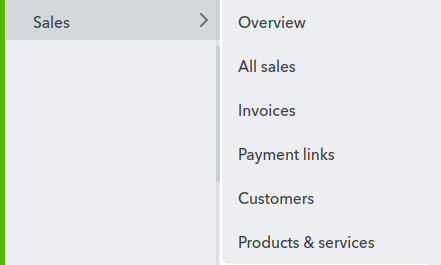 Sales
Overview
All sales
Invoices
Payment links
Customers
Products & services